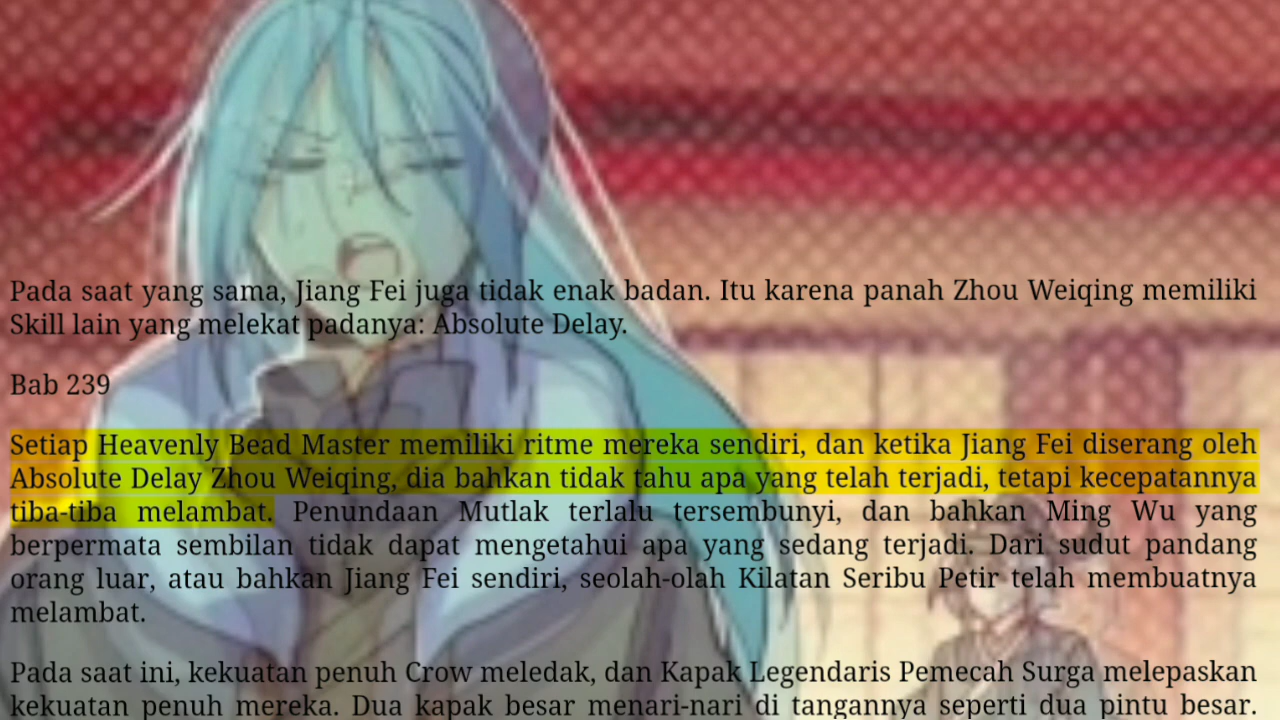 Pada saat yang sama, Jiang Fei juga tidak enak badan. Itu karena panah Zhou Weiqing memiliki
Skill lain yang melekat padanya: Absolute Delay.
Bab 239
Setiap Heavenly Bead Master memiliki ritme mereka sendiri, dan ketika Jiang Fei diserang oleh
Absolute Delay Zhou Weiqing, dia bahkan tidak tahu apa yang telah terjadi, tetapi kecepatannya
tiba-tiba melambat. Penundaan Mutlak terlalu tersembunyi, dan bahkan Ming Wu yang
berpermata sembilan tidak dapat mengetahui apa yang sedang terjadi. Dari sudut pandang
orang luar, atau bahkan Jiang Fei sendiri, seolah-olah Kilatan Seribu Petir telah membuatnya
melambat.
Pada saat ini, kekuatan penuh Crow meledak, dan Kapak Legendaris Pemecah Surga melepaskan
kekuatan penuh mereka. Dua kapak besar menari-nari di tangannya seperti dua pintu besar.